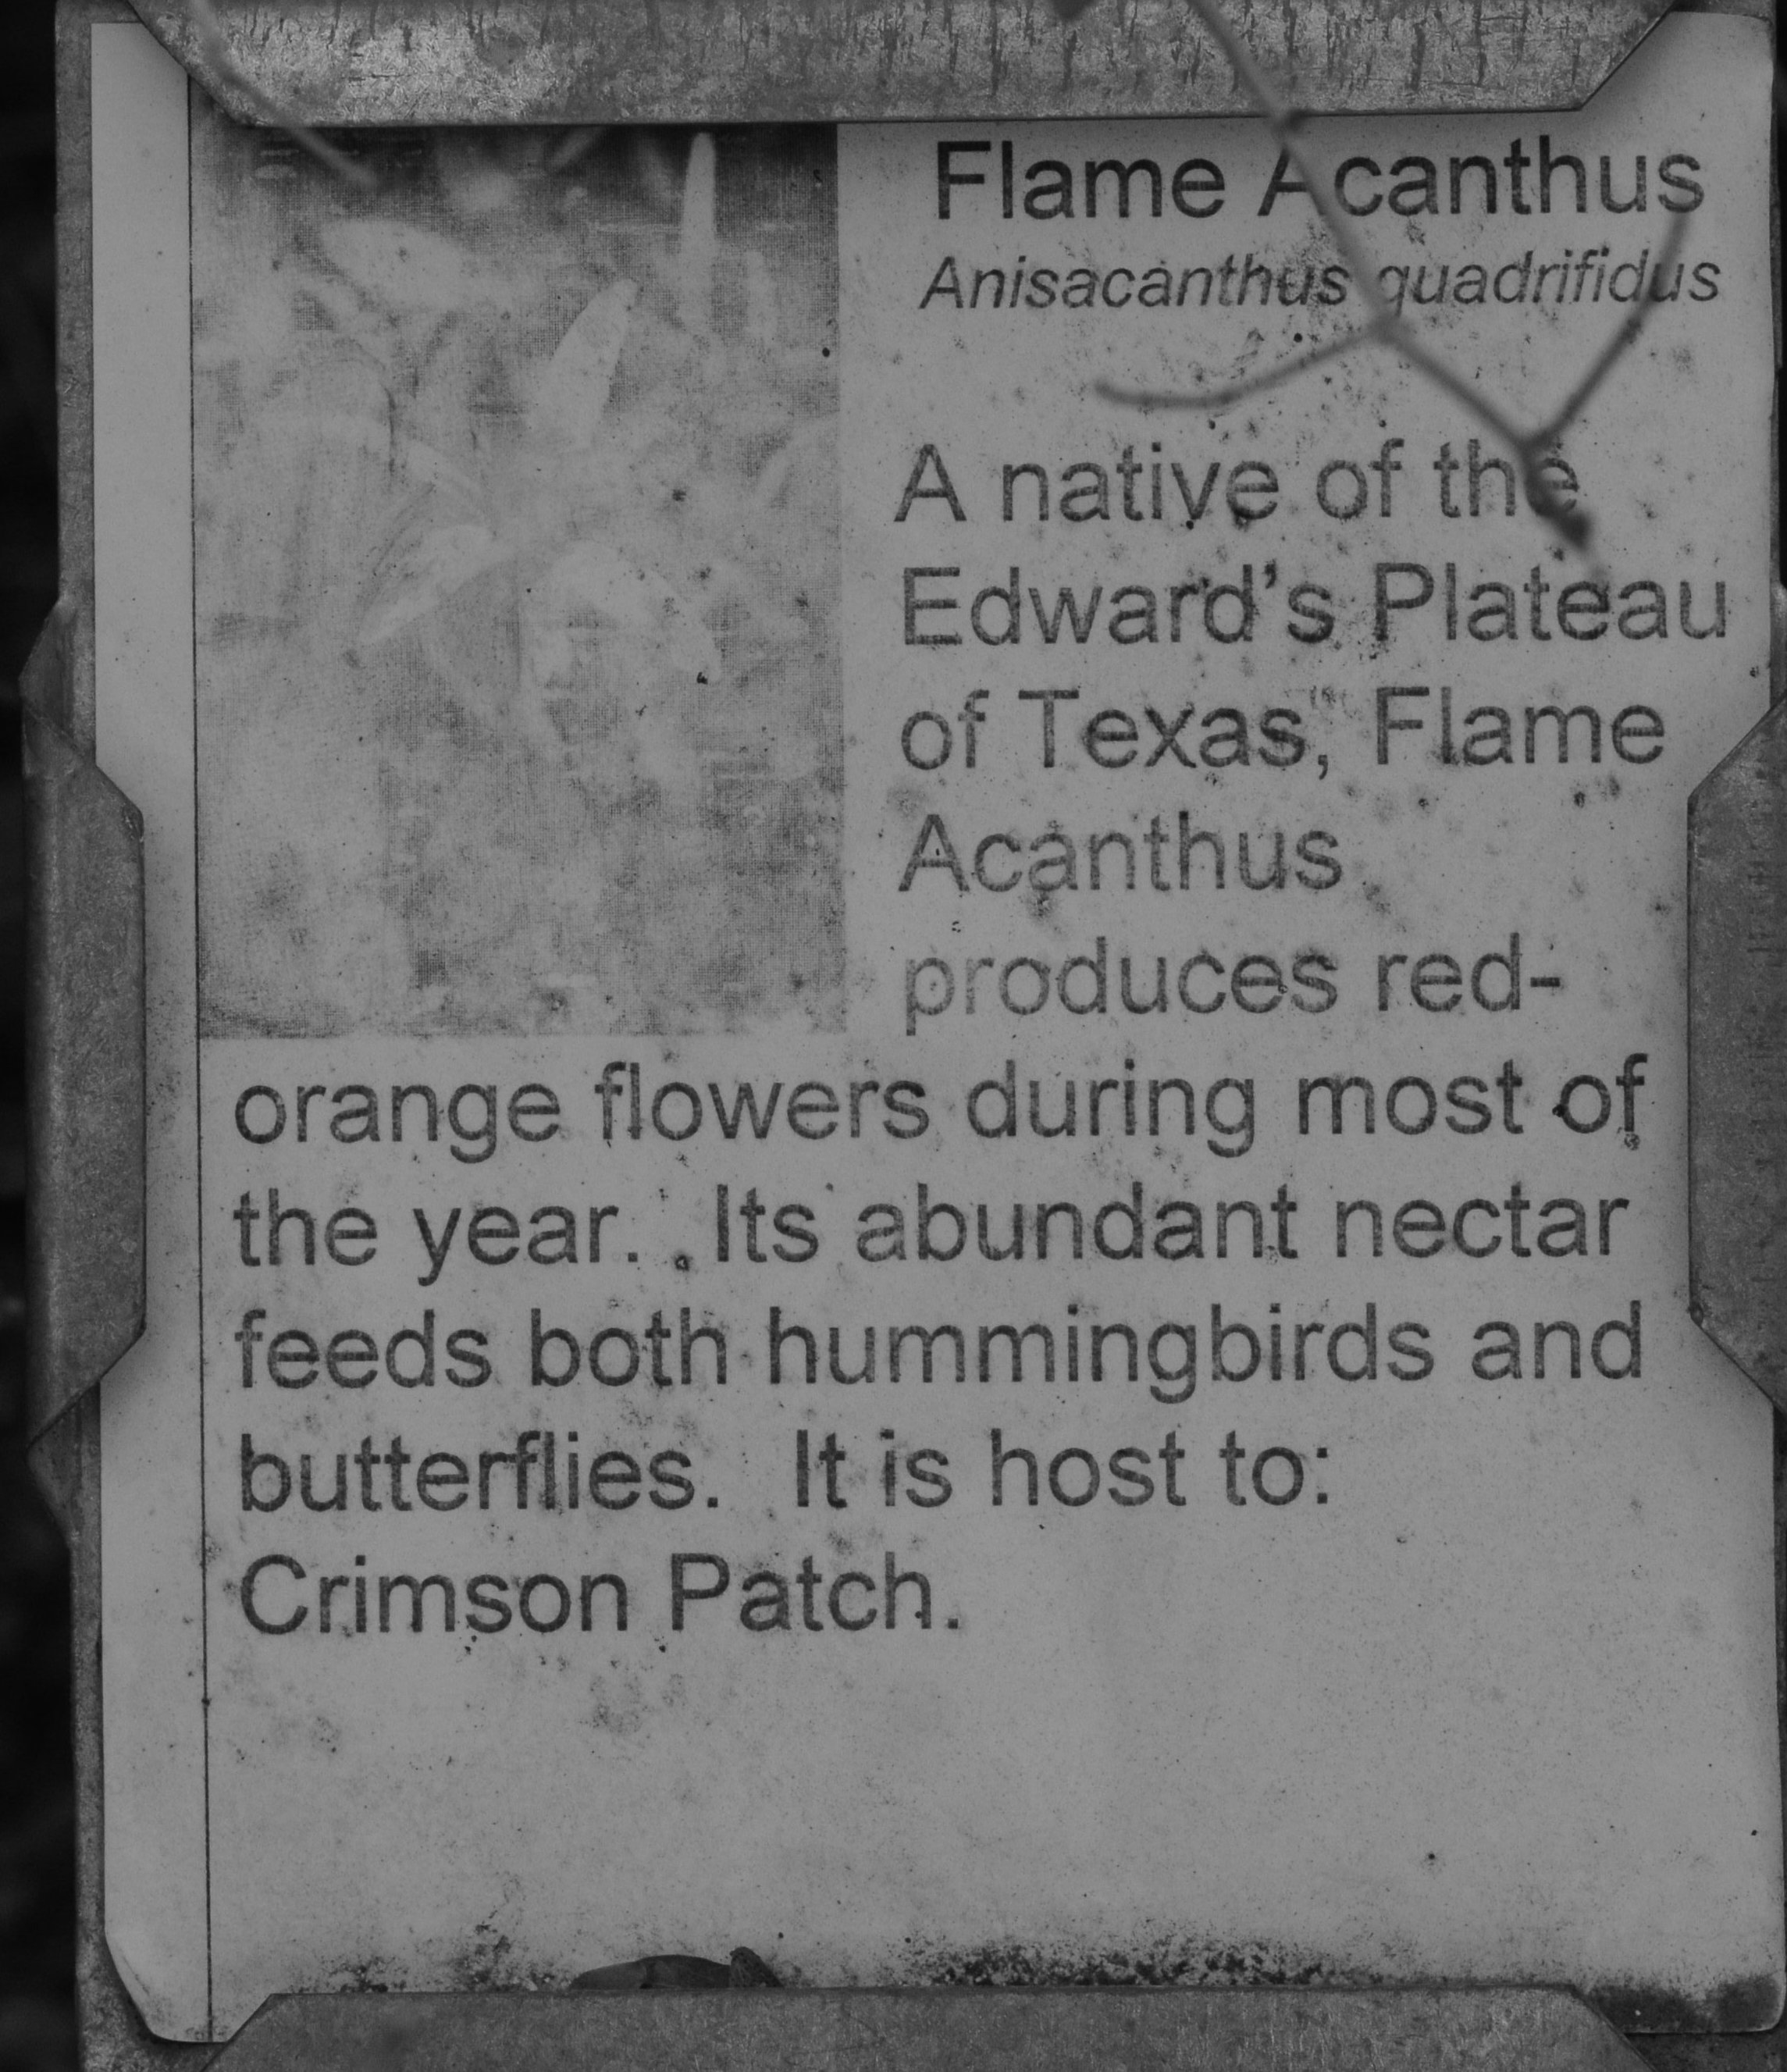 Flame Acanthus
Anisacanthus quadrifidus
A native of the
Edward's Plateau
of Texas, Flame
Acanthus
produces red-
orange flowers during most of
the year. Its abundant nectar
feeds both hummingbirds and
butterflies. It is host to:
Crimson Patch.